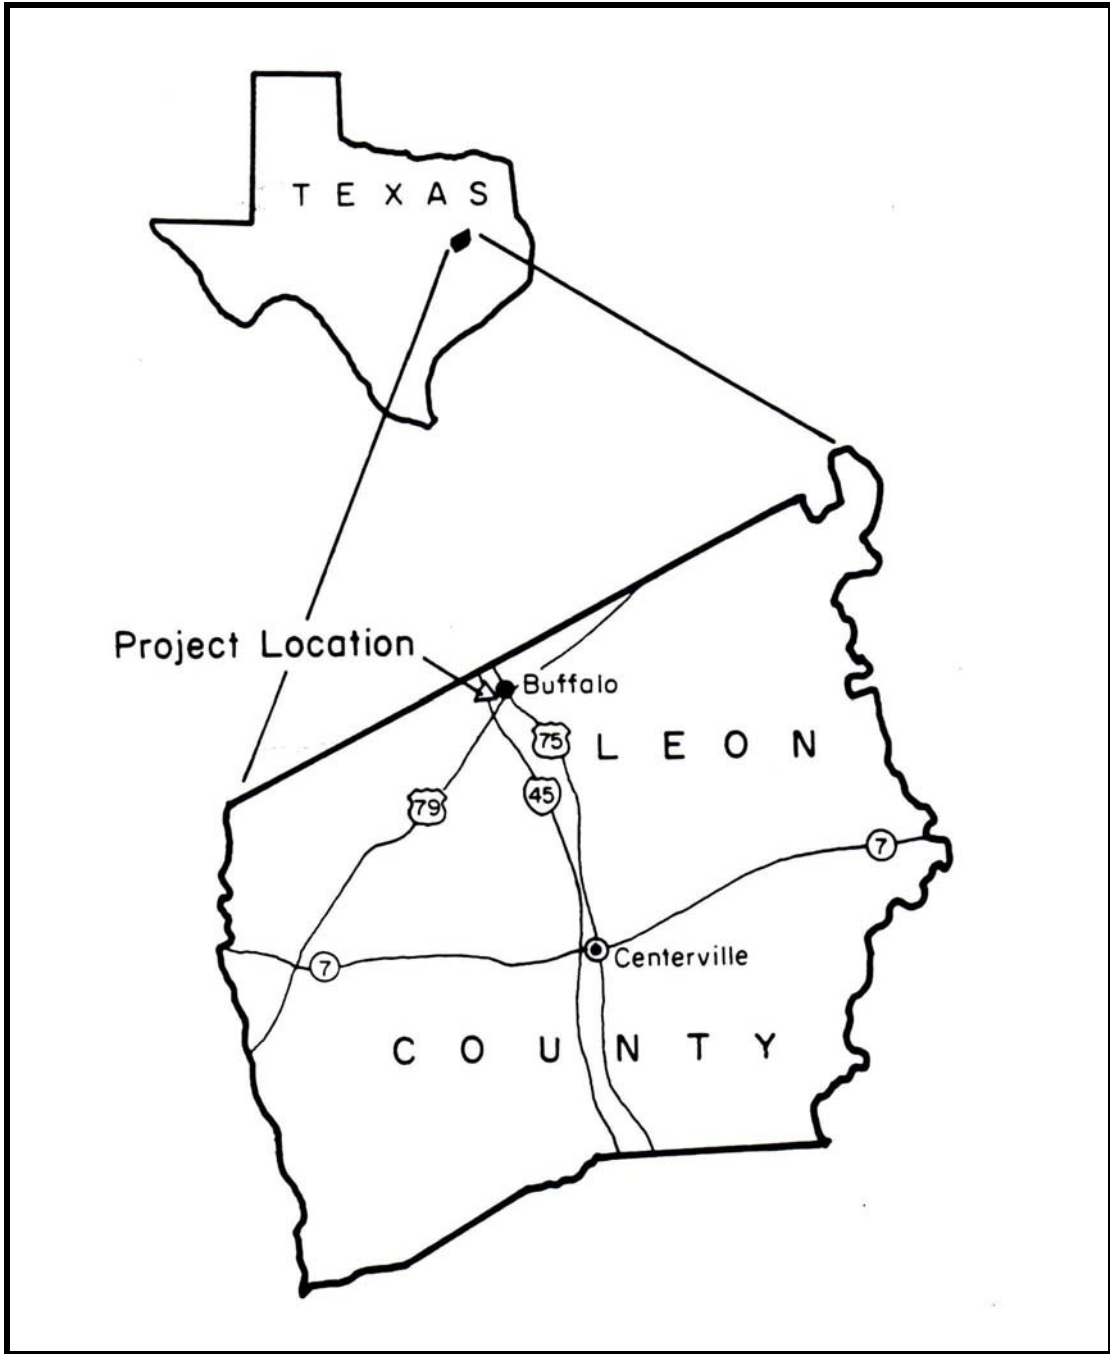 TEXAS
Project Location
Buffalo
75
LEON
45
79
7
7
Centerville
COUNTY